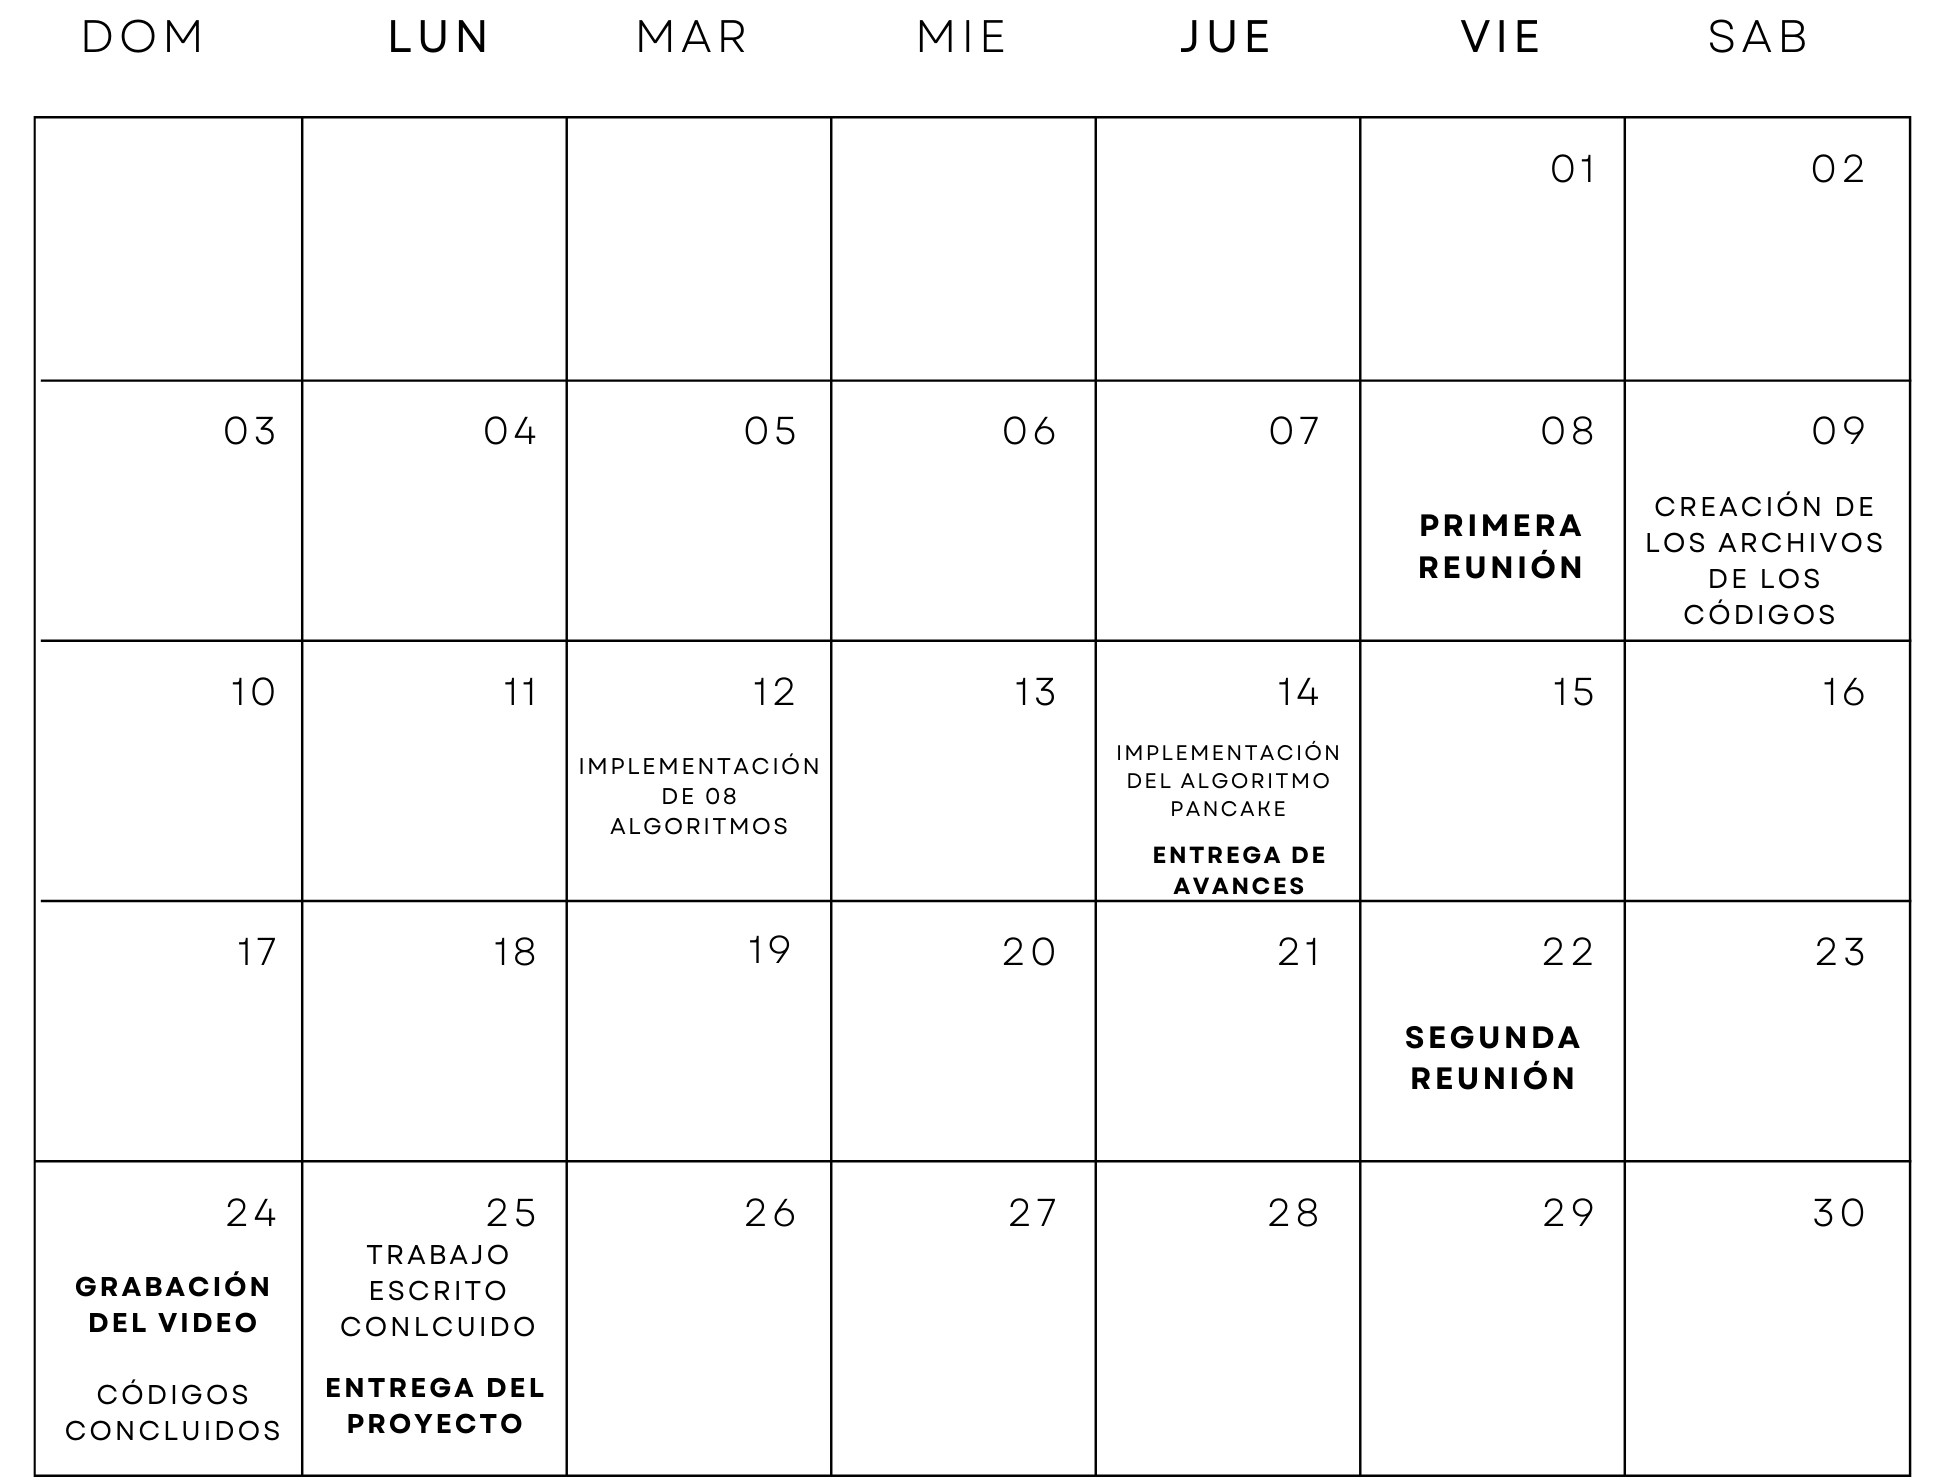 DOM LUN MAR MIE JUE VIE SAB
01 02
03 04 05 06 07 08 09
PRIMERA
REUNIÓN
CREACIÓN DE
LOS ARCHIVOS
DE LOS
CÓDIGOS
10 11 12 13 14 15 16
IMPLEMENTACIÓN
DE 08
ALGORITMOS
IMPLEMENTACIÓN
DEL ALGORITMO
PANCAKE
ENTREGA DE
AVANCES
17 18 19 20 21 22 23
SEGUNDA
REUNIÓN
24 25 26 27 28 29 30
GRABACIÓN
DEL VIDEO
CÓDIGOS
CONCLUIDOS
TRABAJO
ESCRITO
CONLCUIDO
ENTREGA DEL
PROYECTO